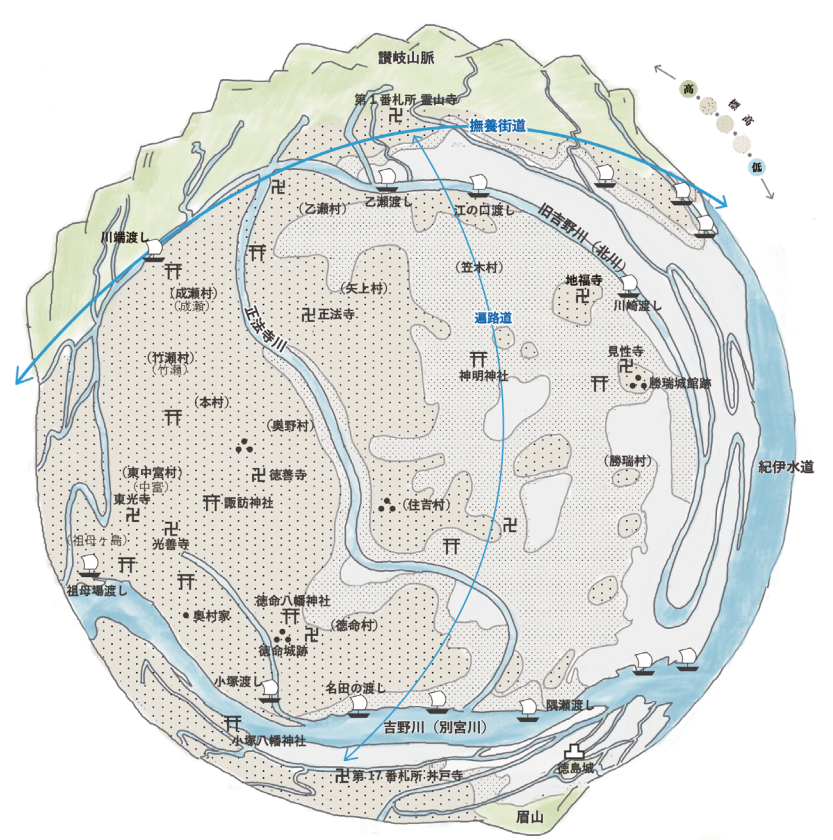 讃岐山脈
高
標高
低
第１番札所 霊山寺
撫養街道
乙瀬渡し
江の口渡し
(乙瀬村)
旧吉野川(北川)
川端渡し
(成瀬村)
(成瀬)
(矢上村)
(笠木村)
地福寺
川崎渡し
正法寺
正法寺川
遍路道
(竹瀬村)
(竹瀬)
神明神社
見性寺
勝瑞城館跡
(本村)
(奥野村)
(東中富村)
(中富)
東光寺
徳善寺
(勝瑞村)
紀伊水道
諏訪神社
(住吉村)
(祖母ヶ島)
光善寺
祖母場渡し
奥村家
徳命八幡神社
(徳命村)
徳命城跡
小塚渡し
名田の渡し
隅瀬渡し
吉野川(別宮川)
小塚八幡神社
徳島城
第17番札所 井戸寺
眉山